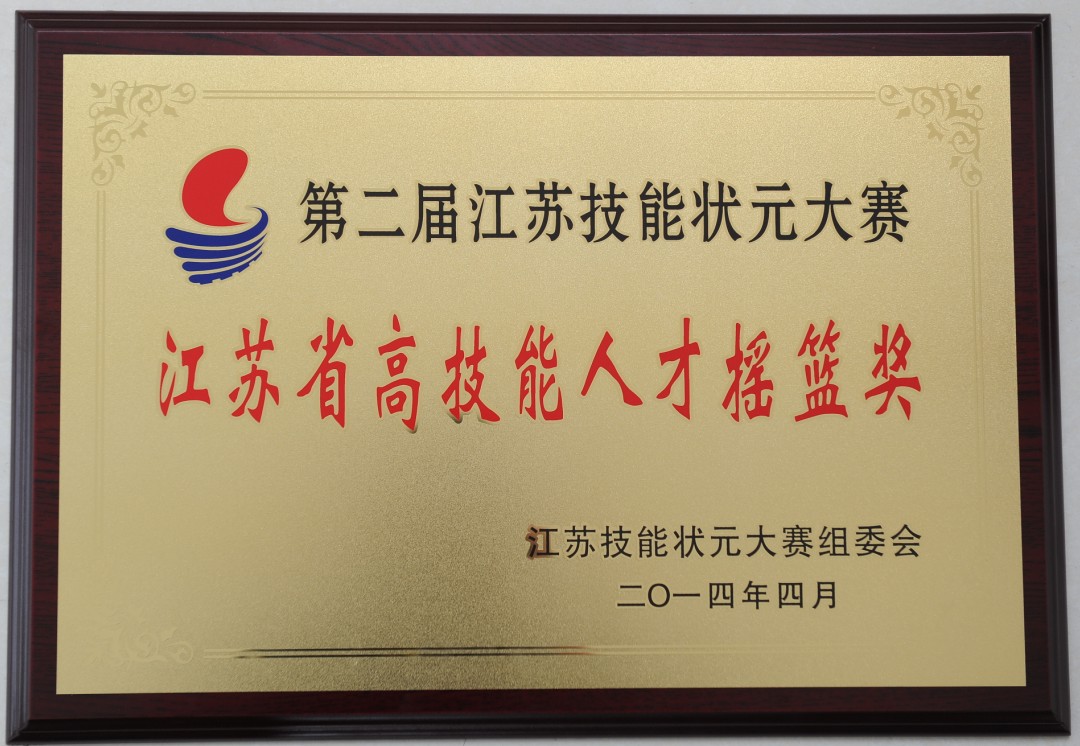 第二届江苏技能状元大赛
江苏省高技能人才摇篮奖
江苏技能状元大赛组委会
二〇一四年四月